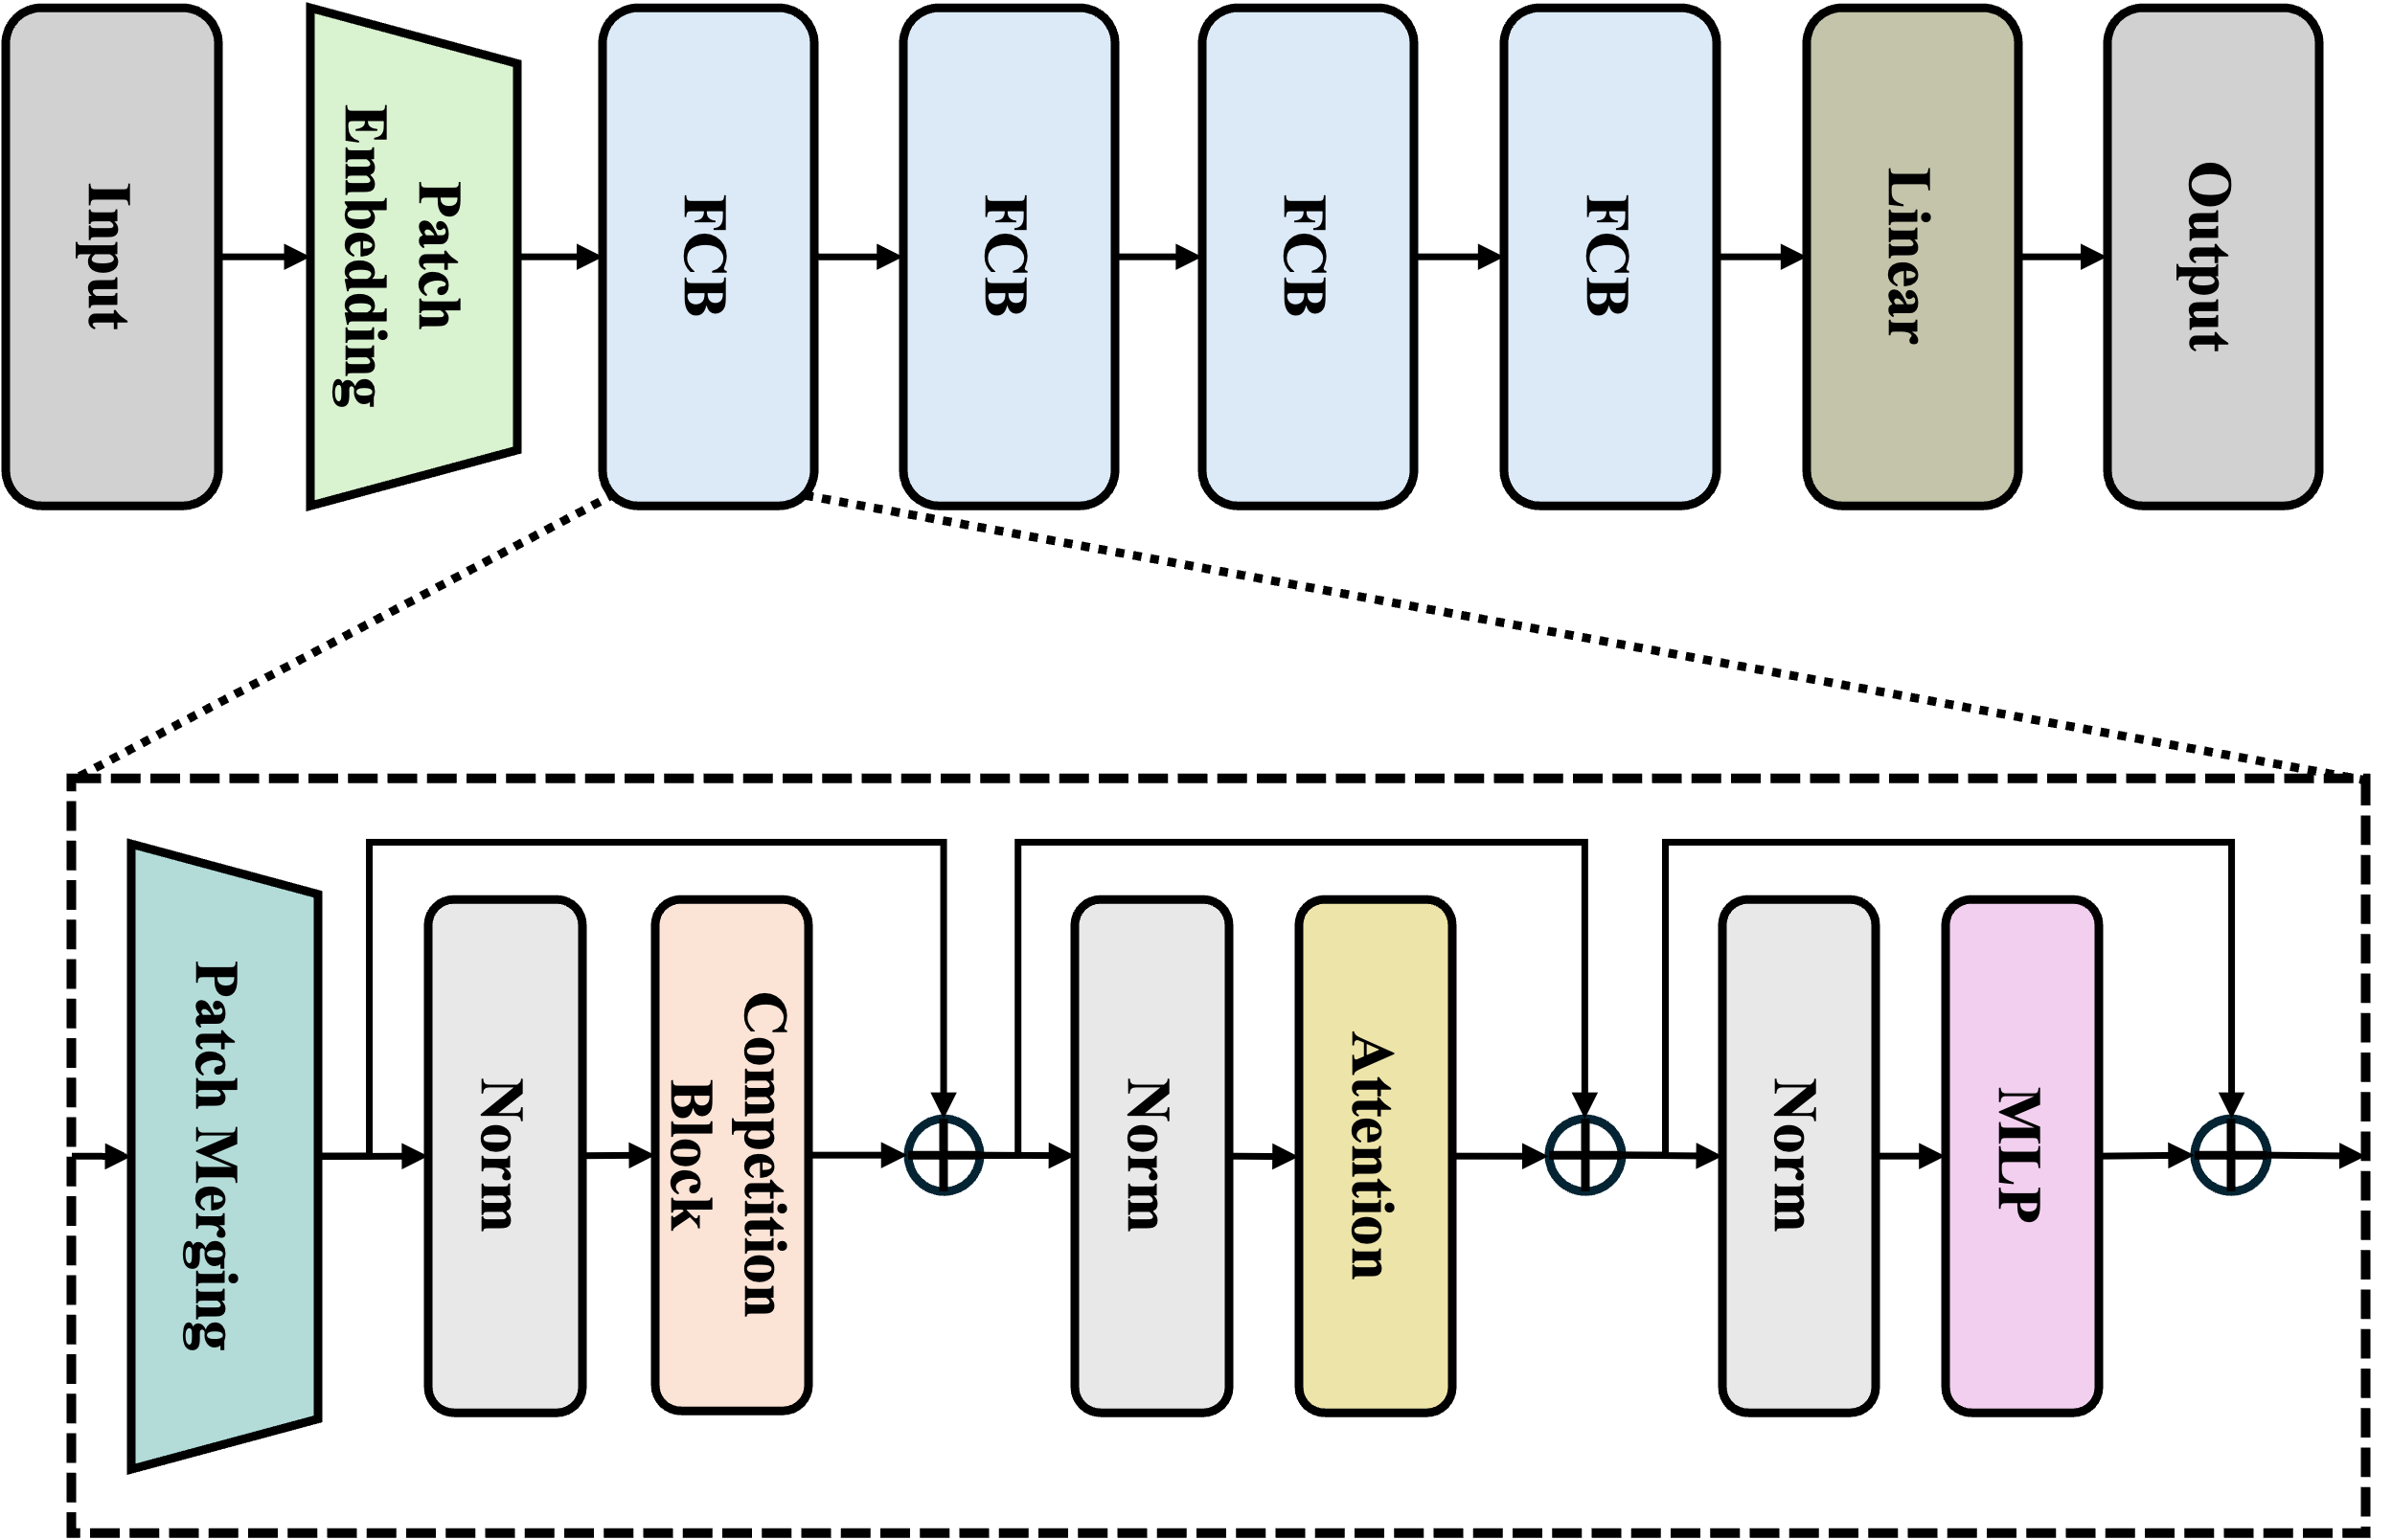 Input
Patch
Embedding
FCB
FCB
FCB
FCB
Linear
Output
Patch Merging
Norm
Competition
Block
Norm
Attention
Norm
MLP